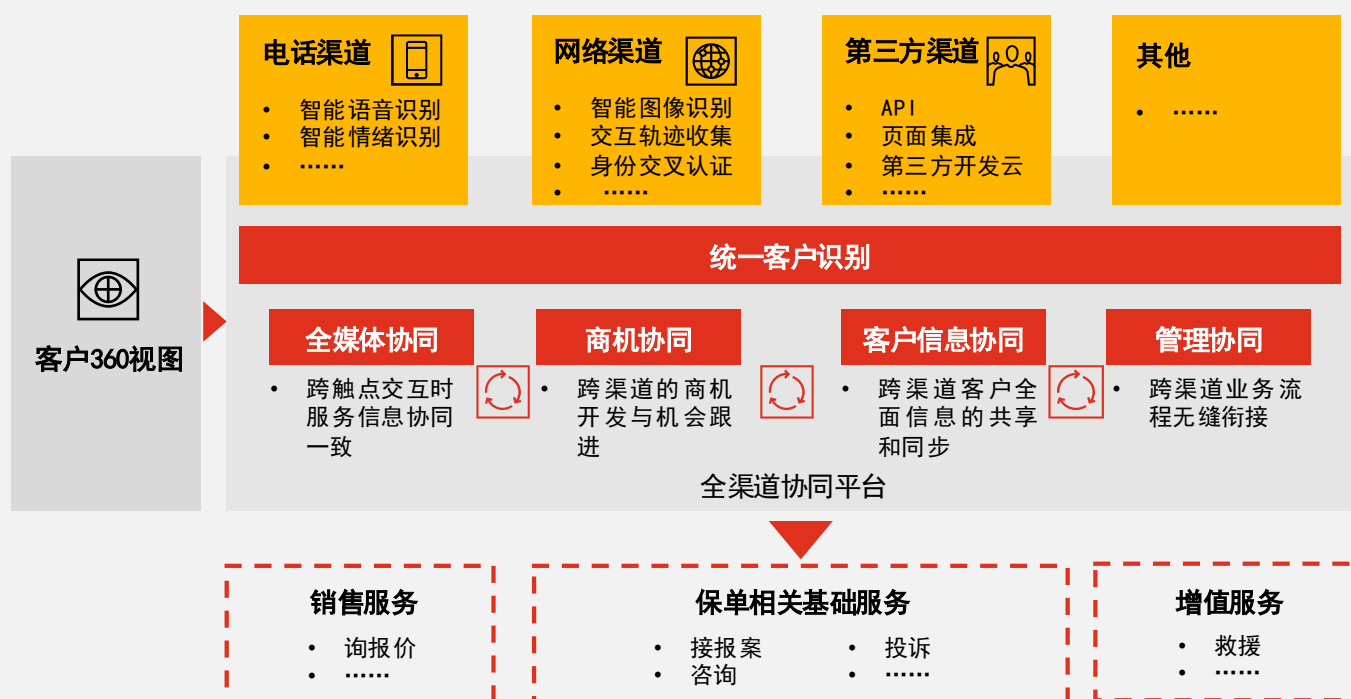 电话渠道
• 智能语音识别
• 智能情绪识别
• ……
网络渠道
• 智能图像识别
• 交互轨迹收集
• 身份交叉认证
• ……
第三方渠道
• API
• 页面集成
• 第三方开发云
• ……
其他
• ……
客户360视图
统一客户识别
全媒体协同
• 跨触点交互时
服务信息协同
一致
商机协同
• 跨渠道的商机
开发与机会跟
进
客户信息协同
• 跨渠道客户全
面信息的共享
和同步
管理协同
• 跨渠道业务流
程无缝衔接
全渠道协同平台
销售服务
• 询报价
• ……
保单相关基础服务
• 接报案
• 咨询
• 投诉
• ……
增值服务
• 救援
• ……